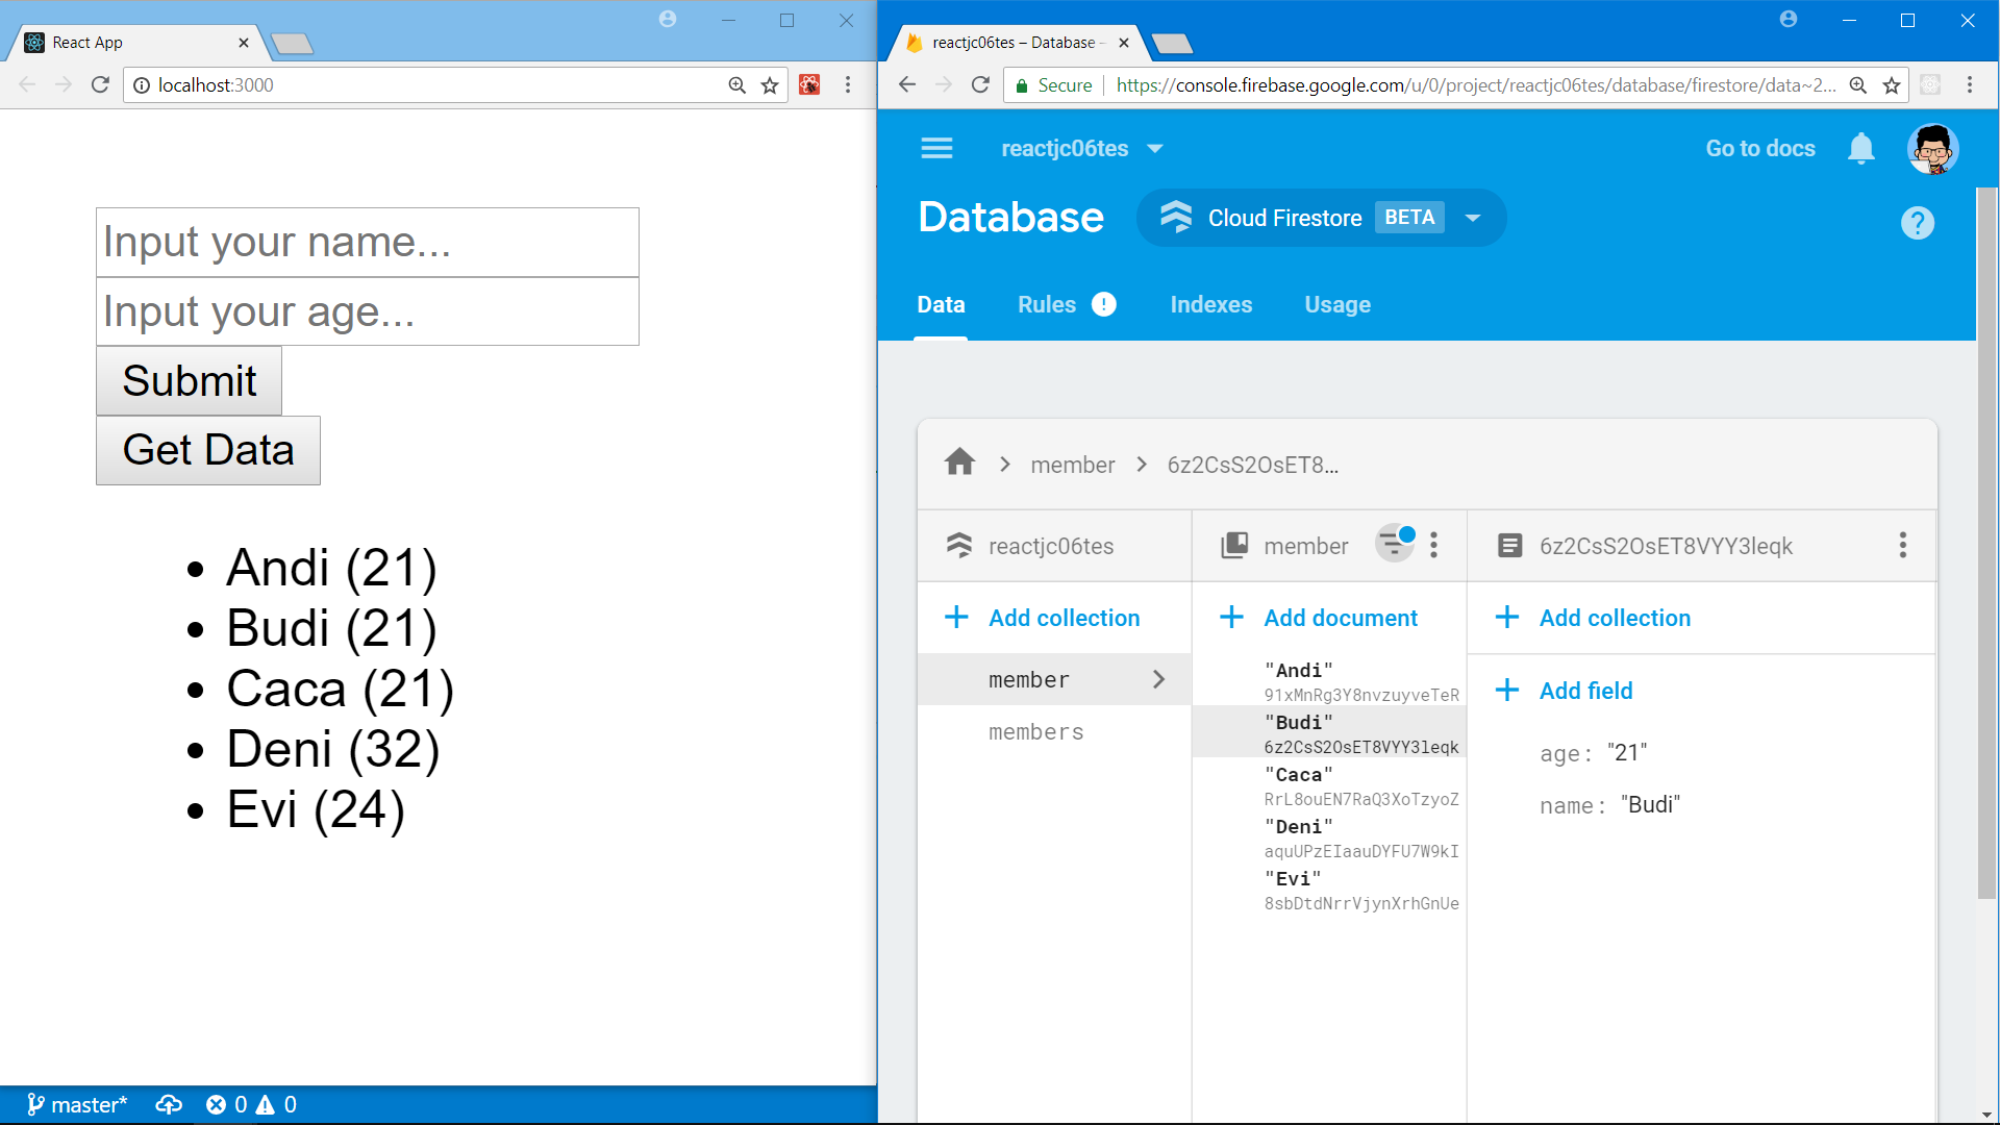 React App
localhost:3000
Input your name...
Input your age...
Submit
Get Data
• Andi (21)
• Budi (21)
• Caca (21)
• Deni (32)
• Evi (24)
master*
0
0
reactjc06tes – Database –
Secure
https://console.firebase.google.com/u/0/project/reactjc06tes/database/firestore/data~2...
reactjc06tes
Go to docs
Database
Cloud Firestore BETA
Data Rules Indexes Usage
member
6z2CsS2OsET8...
reactjc06tes
Add collection
member
members
member
Add document
"Andi"
91xMnRg3Y8nvzuyveTeR
"Budi"
6z2CsS2OsET8VYY3leqk
"Caca"
RrL8ouEN7RaQ3XoTzyoZ
"Deni"
aquUPzEIaauDYFU7W9kI
"Evi"
8sbDtdNrrVjynXrhGnUe
6z2CsS2OsET8VYY3leqk
Add collection
Add field
age: "21"
name: "Budi"